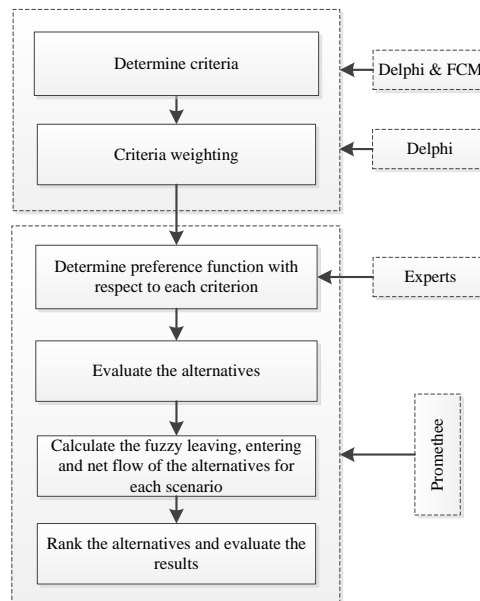 Determine criteria
Delphi & FCM
Criteria weighting
Delphi
Determine preference function with
respect to each criterion
Experts
Evaluate the alternatives
Calculate the fuzzy leaving, entering
and net flow of the alternatives for
each scenario
Promethee
Rank the alternatives and evaluate the
results